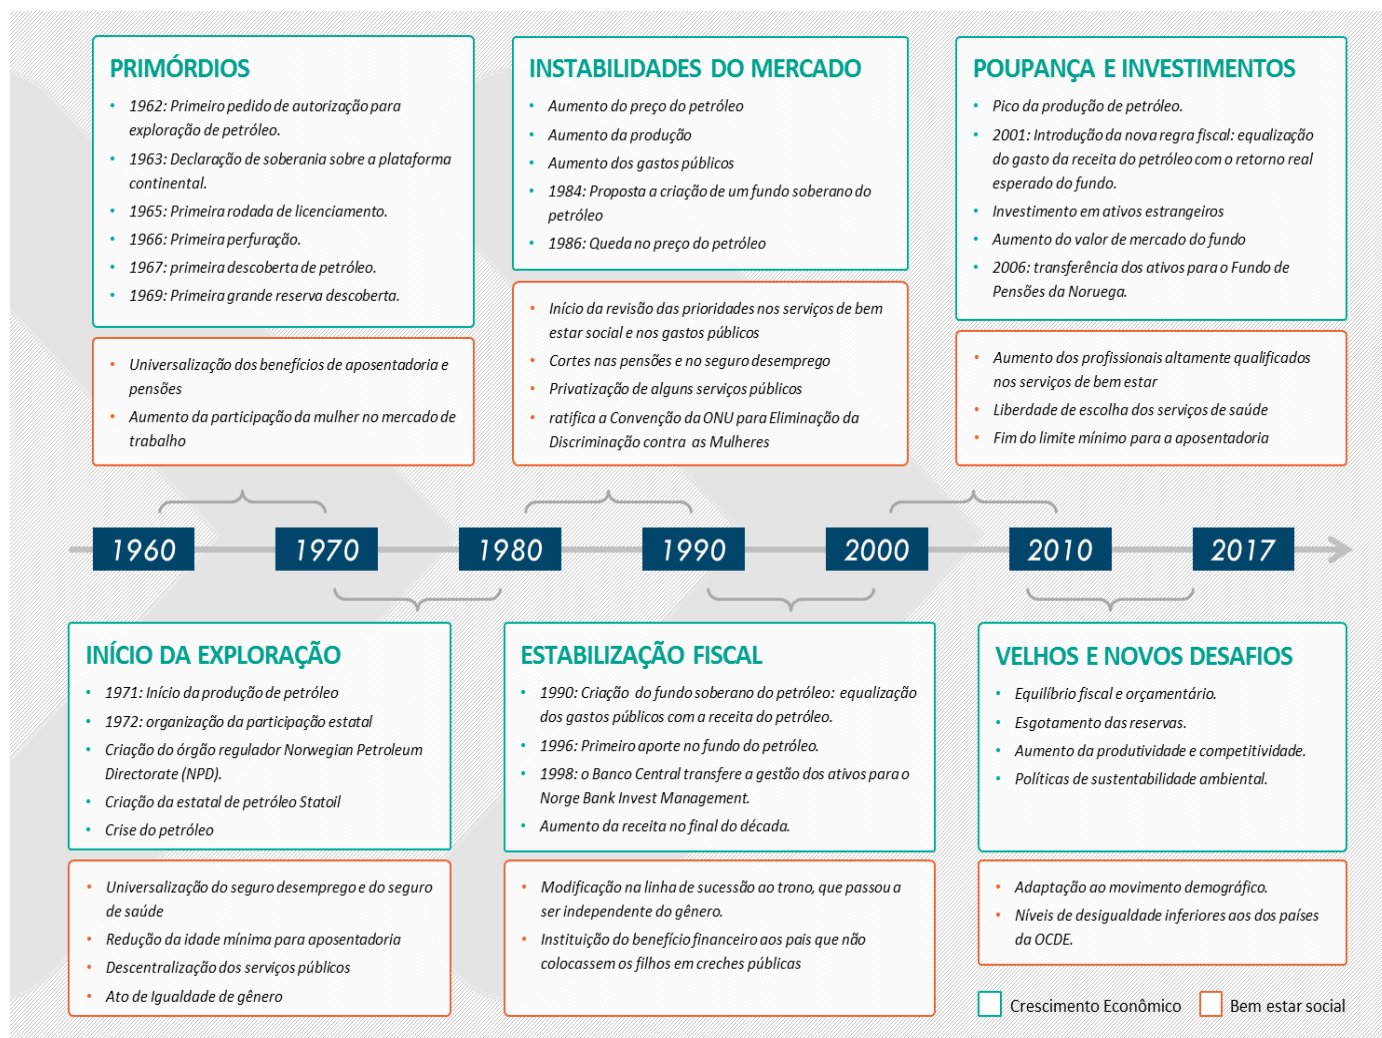 PRIMÓRDIOS
• 1962: Primeiro pedido de autorização para
exploração de petróleo.
• 1963: Declaração de soberania sobre a plataforma
continental.
• 1965: Primeira rodada de licenciamento.
• 1966: Primeira perfuração.
• 1967: primeira descoberta de petróleo.
• 1969: Primeira grande reserva descoberta.
• Universalização dos benefícios de aposentadoria e
pensões
• Aumento da participação da mulher no mercado de
trabalho
INSTABILIDADES DO MERCADO
• Aumento do preço do petróleo
• Aumento da produção
• Aumento dos gastos públicos
• 1984: Proposta a criação de um fundo soberano do
petróleo
• 1986: Queda no preço do petróleo
• Início da revisão das prioridades nos serviços de bem
estar social e nos gastos públicos
• Cortes nas pensões e no seguro desemprego
• Privatização de alguns serviços públicos
• ratifica a Convenção da ONU para Eliminação da
Discriminação contra as Mulheres
POUPANÇA E INVESTIMENTOS
• Pico da produção de petróleo.
• 2001: Introdução da nova regra fiscal: equalização
do gasto da receita do petróleo com o retorno real
esperado do fundo.
• Investimento em ativos estrangeiros
• Aumento do valor de mercado do fundo
• 2006: transferência dos ativos para o Fundo de
Pensões da Noruega.
• Aumento dos profissionais altamente qualificados
nos serviços de bem estar
• Liberdade de escolha dos serviços de saúde
• Fim do limite mínimo para a aposentadoria
1960 1970 1980 1990 2000 2010 2017
INÍCIO DA EXPLORAÇÃO
• 1971: Início da produção de petróleo
• 1972: organização da participação estatal
• Criação do órgão regulador Norwegian Petroleum
Directorate (NPD).
• Criação da estatal de petróleo Statoil
• Crise do petróleo
• Universalização do seguro desemprego e do seguro
de saúde
• Redução da idade mínima para aposentadoria
• Descentralização dos serviços públicos
• Ato de Igualdade de gênero
ESTABILIZAÇÃO FISCAL
• 1990: Criação do fundo soberano do petróleo: equalização
dos gastos públicos com a receita do petróleo.
• 1996: Primeiro aporte no fundo do petróleo.
• 1998: o Banco Central transfere a gestão dos ativos para o
Norge Bank Invest Management.
• Aumento da receita no final do década.
• Modificação na linha de sucessão ao trono, que passou a
ser independente do gênero.
• Instituição do benefício financeiro aos pais que não
colocassem os filhos em creches públicas
VELHOS E NOVOS DESAFIOS
• Equilíbrio fiscal e orçamentário.
• Esgotamento das reservas.
• Aumento da produtividade e competitividade.
• Políticas de sustentabilidade ambiental.
• Adaptação ao movimento demográfico.
• Níveis de desigualdade inferiores aos dos países
da OCDE.
Crescimento Econômico Bem estar social